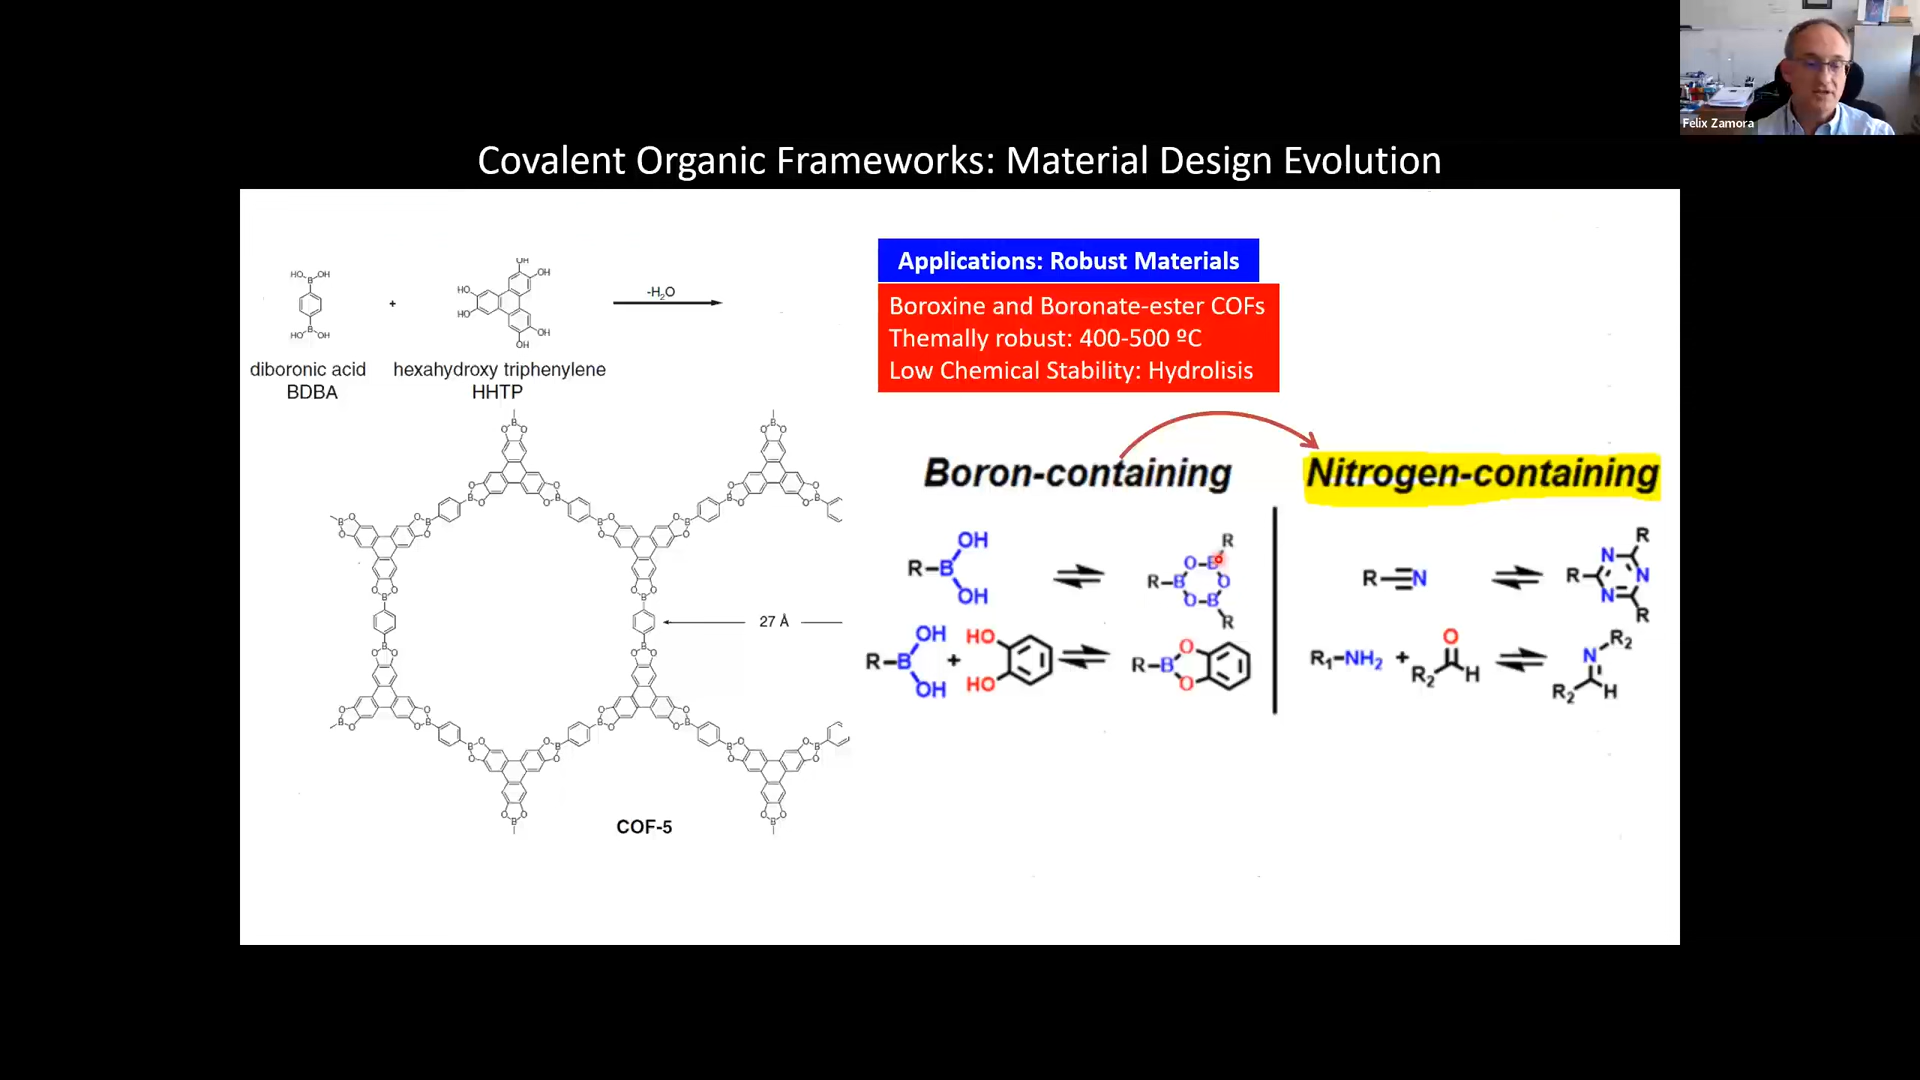 Felix Zamora
Covalent Organic Frameworks: Material Design Evolution
Applications: Robust Materials
Boroxine and Boronate-ester COFs
Themally robust: 400-500 ºC
Low Chemical Stability: Hydrolisis
HO OH
B
B
HO OH
+
OH
OH
HO
HO
OH
OH
-H₂O
diboronic acid
BDBA
hexahydroxy triphenylene
HHTP
27 Å
COF-5
Boron-containing
Nitrogen-containing
R-B OH
OH
R
O-B
R-B O
O-B
R
R≡N
R
N
R N
N
R
R-B OH
OH
+
HO
HO
R-B O
O
R₁-NH₂ + O
R₂ H
N-R₂
R₂ H